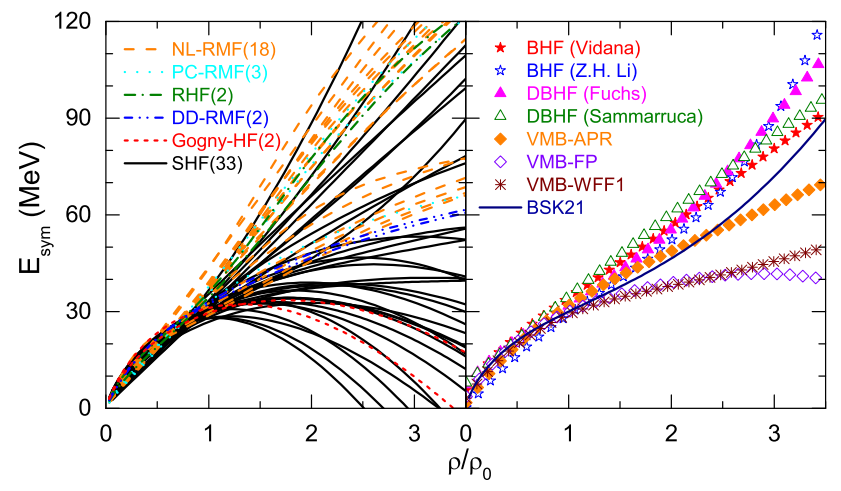 120
90
60
30
0
E_sym (MeV)
NL-RMF(18)
PC-RMF(3)
RHF(2)
DD-RMF(2)
Gogny-HF(2)
SHF(33)
BHF (Vidana)
BHF (Z.H. Li)
DBHF (Fuchs)
DBHF (Sammarruca)
VMB-APR
VMB-FP
VMB-WFF1
BSK21
0 1 2 3 0 1 2 3
ρ/ρ₀